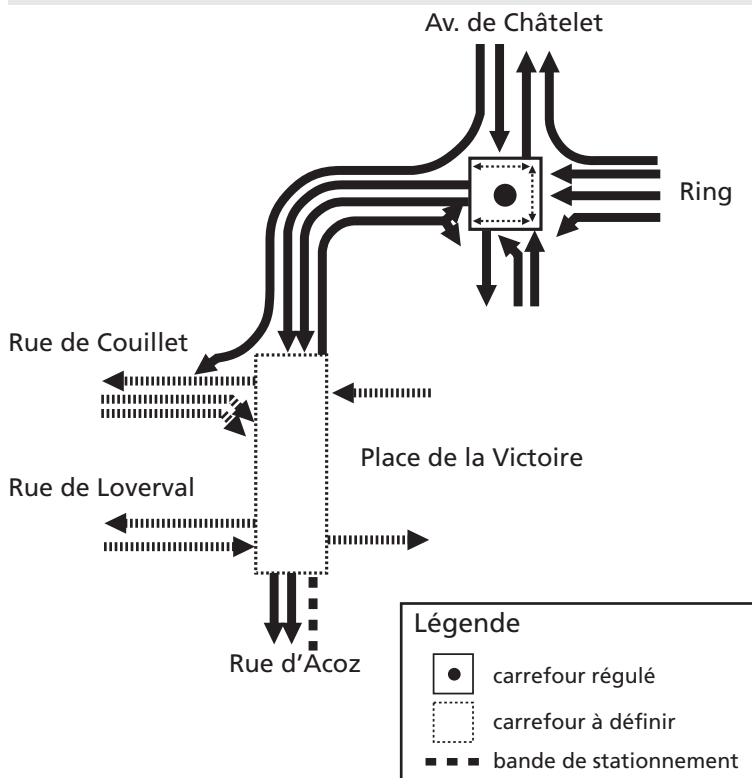 Av. de Châtelet
Ring
Rue de Couillet
Place de la Victoire
Rue de Loverval
Rue d'Acoz
Légende
carrefour régulé
carrefour à définir
bande de stationnement